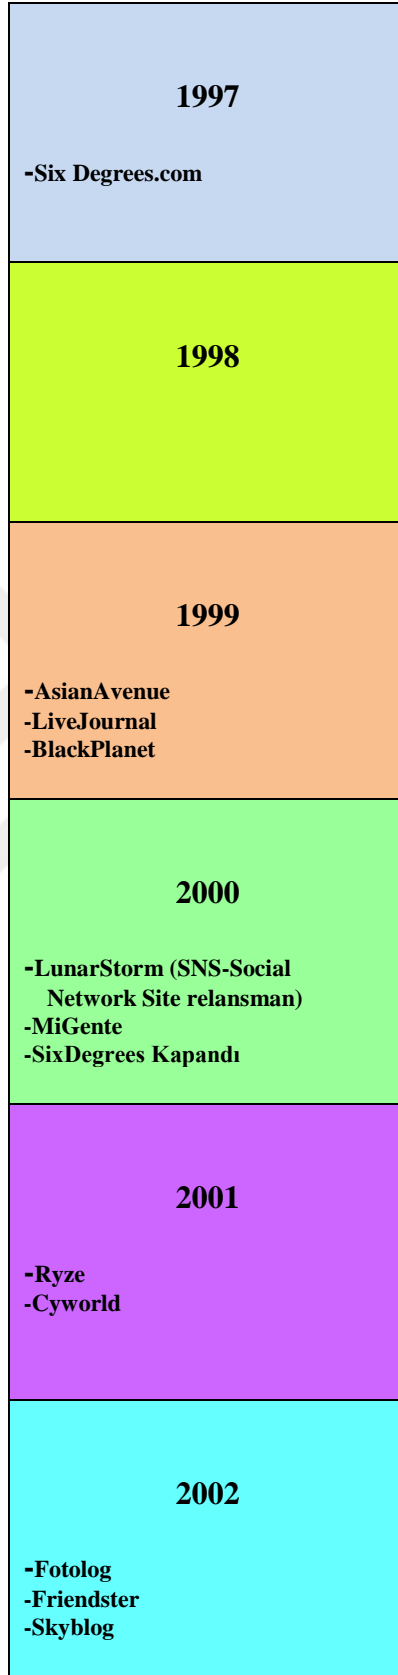 1997
-Six Degrees.com
1998
1999
-AsianAvenue
-LiveJournal
-BlackPlanet
2000
-LunarStorm (SNS-Social
Network Site relansman)
-MiGente
-SixDegrees Kapandı
2001
-Ryze
-Cyworld
2002
-Fotolog
-Friendster
-Skyblog